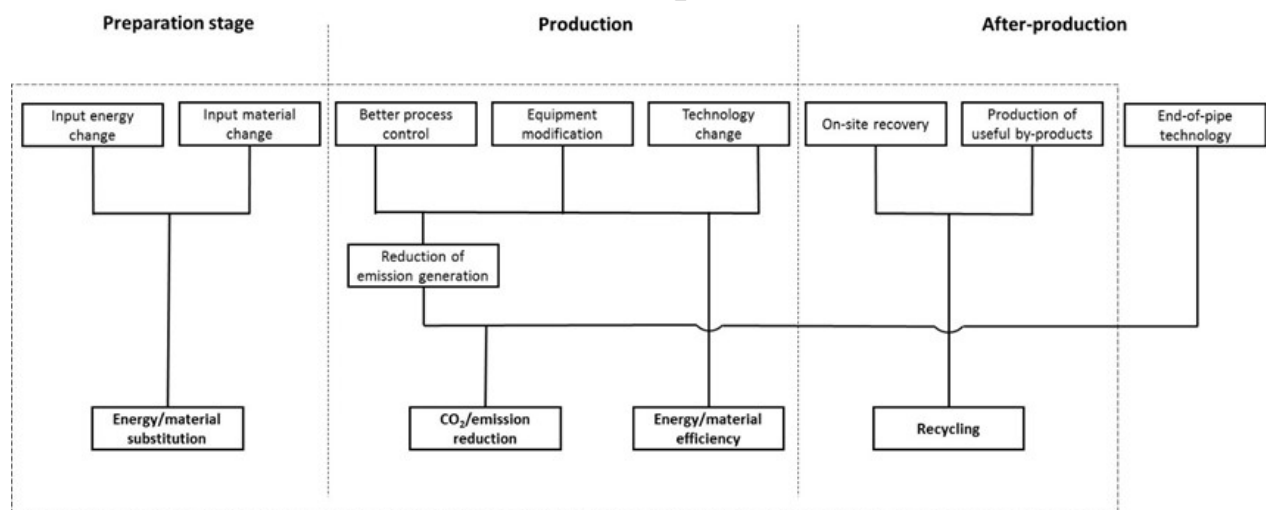 Preparation stage
Production
After-production
Input energy
change
Input material
change
Better process
control
Equipment
modification
Technology
change
On-site recovery
Production of
useful by-products
End-of-pipe
technology
Reduction of
emission generation
Energy/material
substitution
CO₂/emission
reduction
Energy/material
efficiency
Recycling